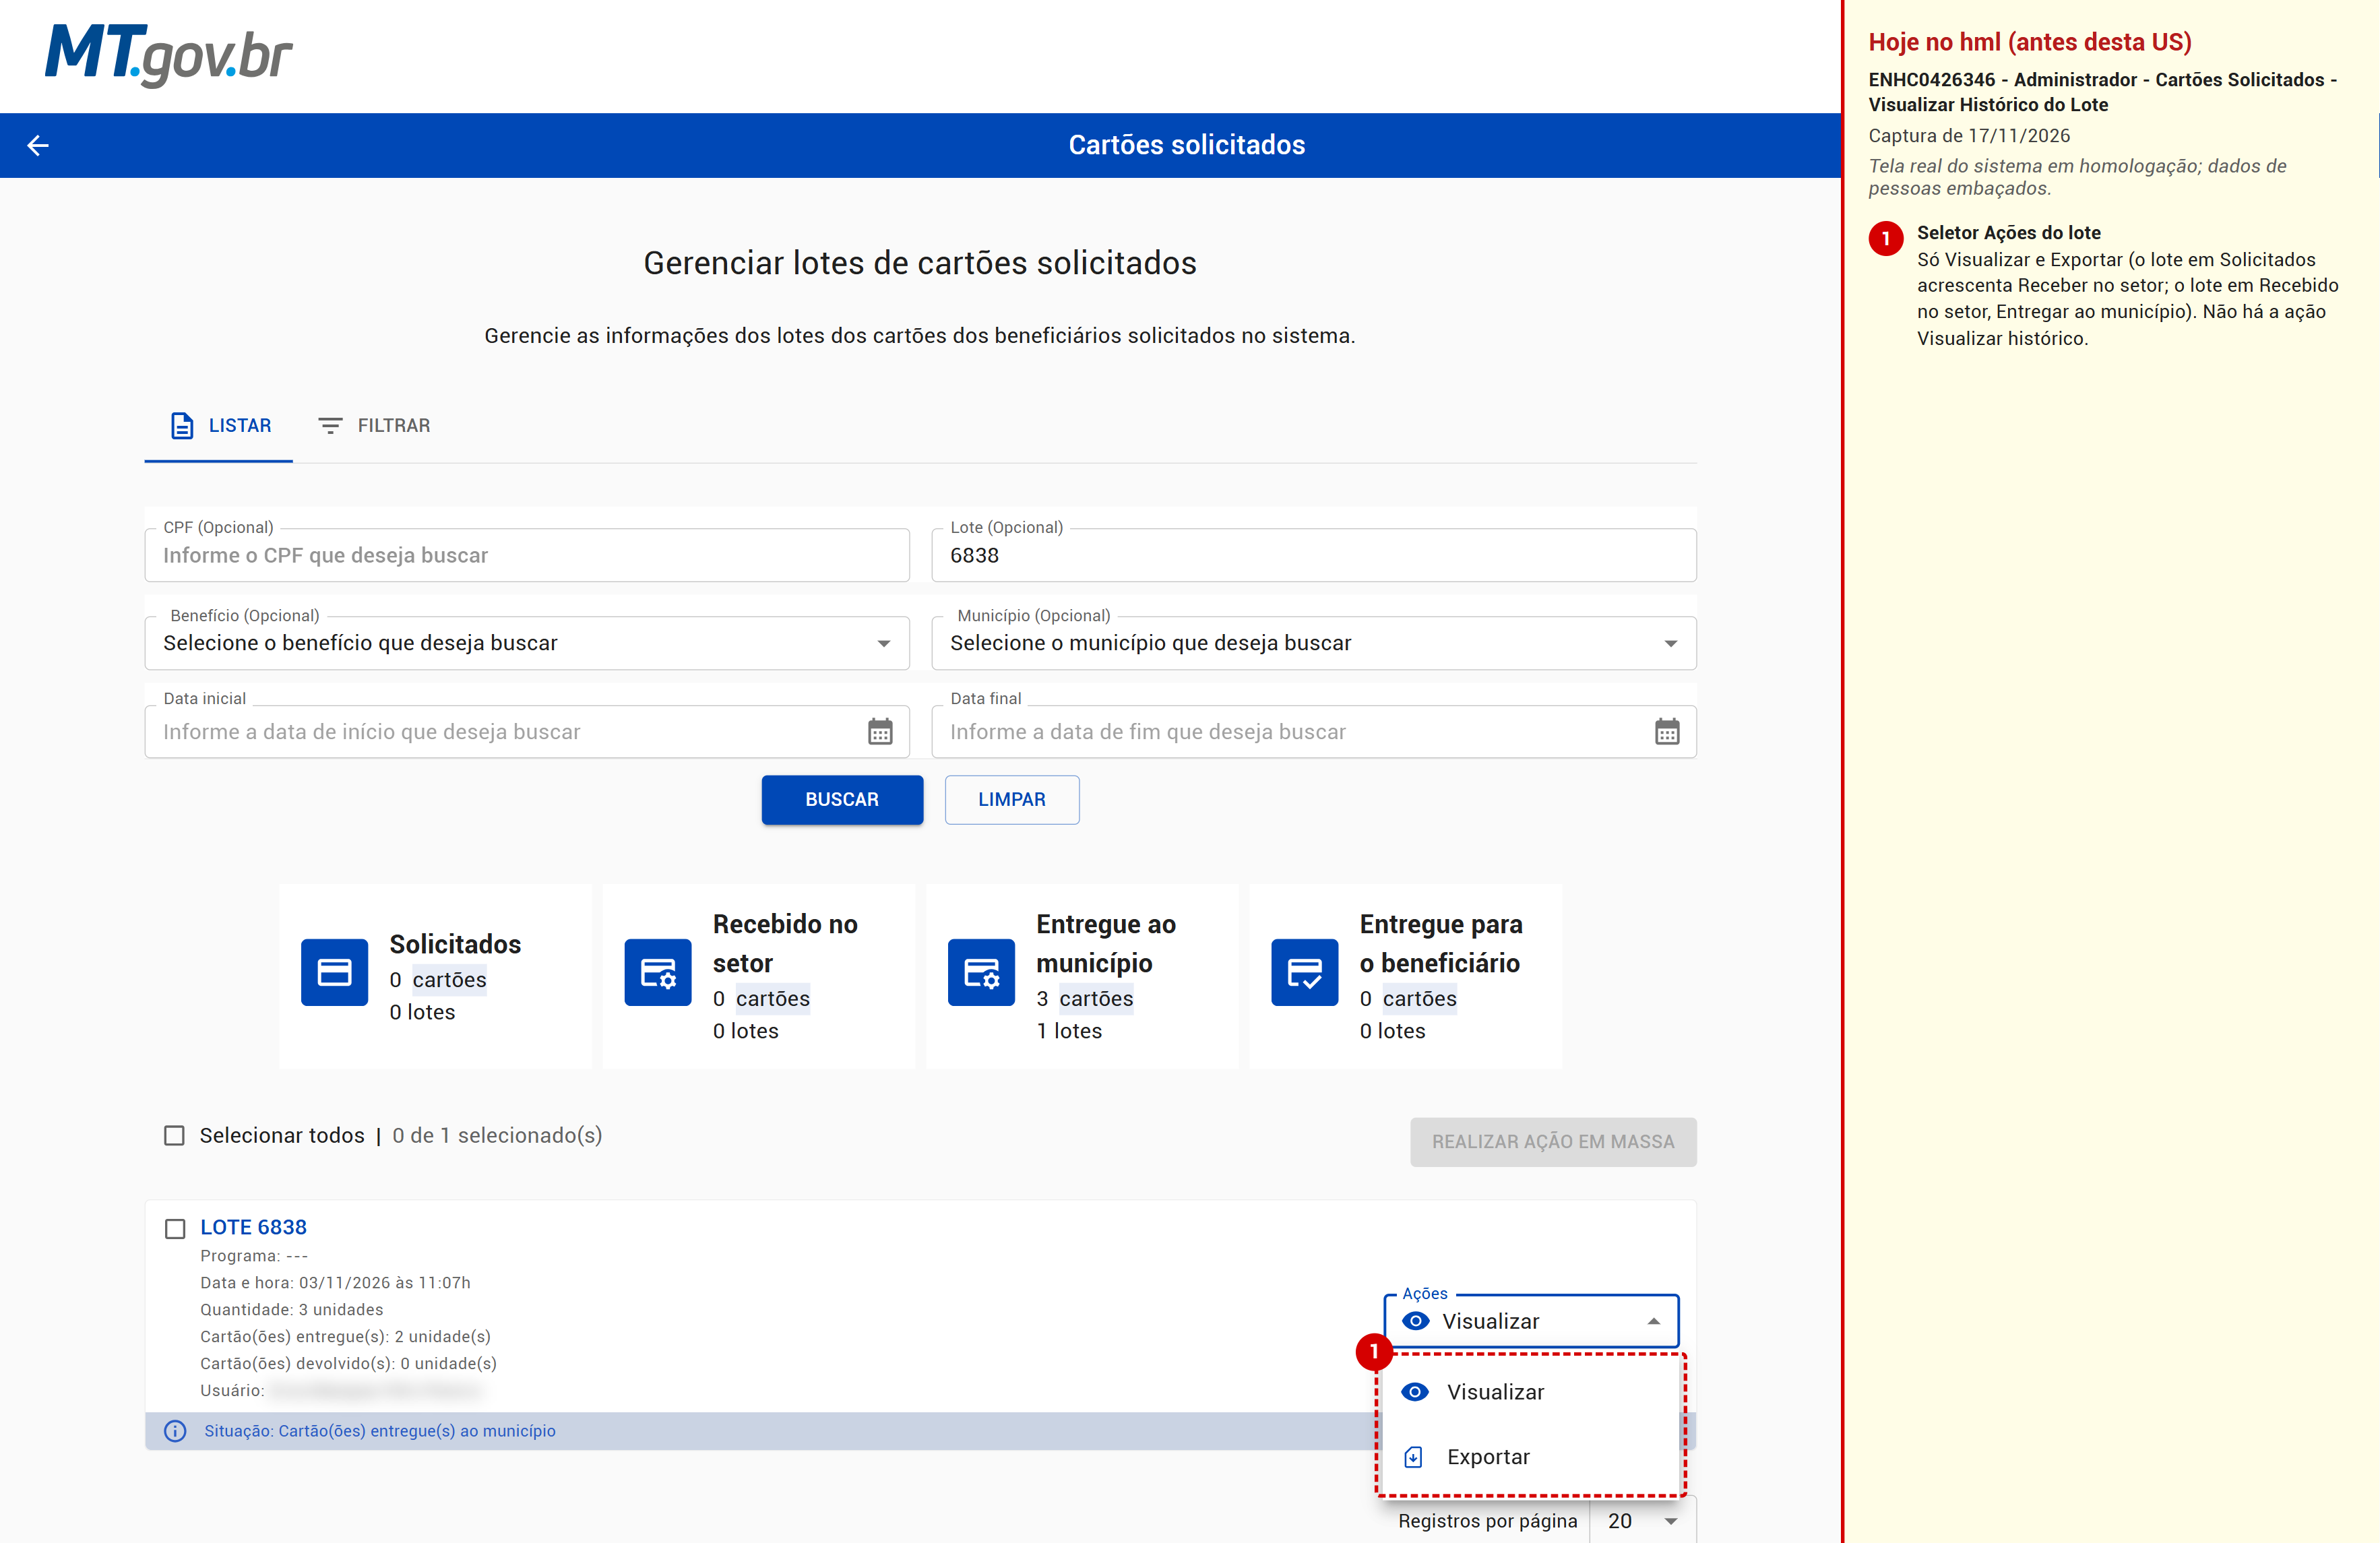 MT.gov.br
Cartões solicitados
Gerenciar lotes de cartões solicitados
Gerencie as informações dos lotes dos cartões dos beneficiários solicitados no sistema.
LISTAR
FILTRAR
CPF (Opcional)
Informe o CPF que deseja buscar
Lote (Opcional)
6838
Benefício (Opcional)
Selecione o benefício que deseja buscar
Município (Opcional)
Selecione o município que deseja buscar
Data inicial
Informe a data de início que deseja buscar
Data final
Informe a data de fim que deseja buscar
BUSCAR
LIMPAR
Solicitados
0 cartões
0 lotes
Recebido no
setor
0 cartões
0 lotes
Entregue ao
município
3 cartões
1 lotes
Entregue para
o beneficiário
0 cartões
0 lotes
Selecionar todos | 0 de 1 selecionado(s)
REALIZAR AÇÃO EM MASSA
LOTE 6838
Programa: ---
Data e hora: 03/11/2026 às 11:07h
Quantidade: 3 unidades
Cartão(ões) entregue(s): 2 unidade(s)
Cartão(ões) devolvido(s): 0 unidade(s)
Usuário:
Situação: Cartão(ões) entregue(s) ao município
Ações
Visualizar
1
Visualizar
Exportar
Registros por página
20
Hoje no hml (antes desta US)
ENHC0426346 - Administrador - Cartões Solicitados -
Visualizar Histórico do Lote
Captura de 17/11/2026
Tela real do sistema em homologação; dados de
pessoas embaçados.
1
Seletor Ações do lote
Só Visualizar e Exportar (o lote em Solicitados
acrescenta Receber no setor; o lote em Recebido
no setor, Entregar ao município). Não há a ação
Visualizar histórico.